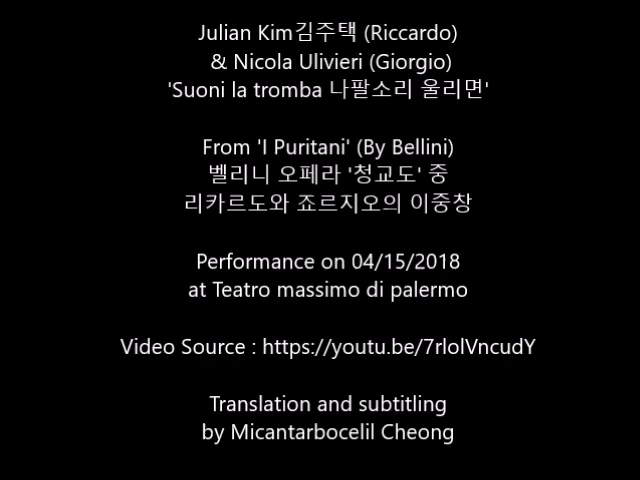 Julian Kim김주택 (Riccardo)
& Nicola Ulivieri (Giorgio)
'Suoni la tromba 나팔소리 울리면'
From 'I Puritani' (By Bellini)
벨리니 오페라 '청교도' 중
리카르도와 죠르지오의 이중창
Performance on 04/15/2018
at Teatro massimo di palermo
Video Source : https://youtu.be/7rlolVncudY
Translation and subtitling
by Micantarbocelil Cheong